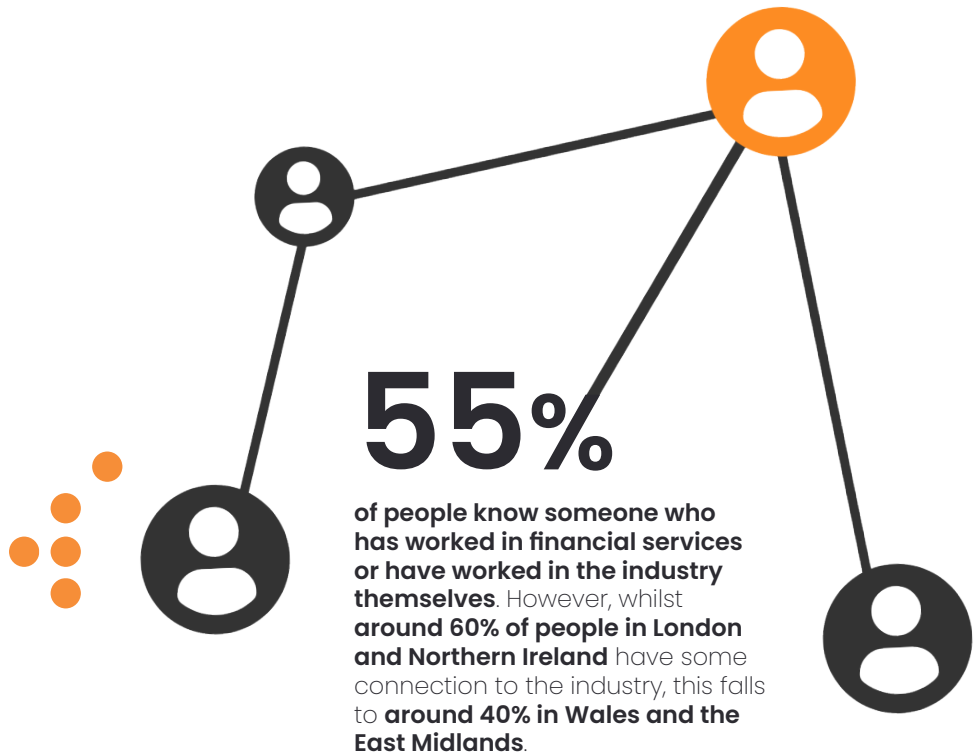 55%
of people know someone who
has worked in financial services
or have worked in the industry
themselves. However, whilst
around 60% of people in London
and Northern Ireland have some
connection to the industry, this falls
to around 40% in Wales and the
East Midlands.